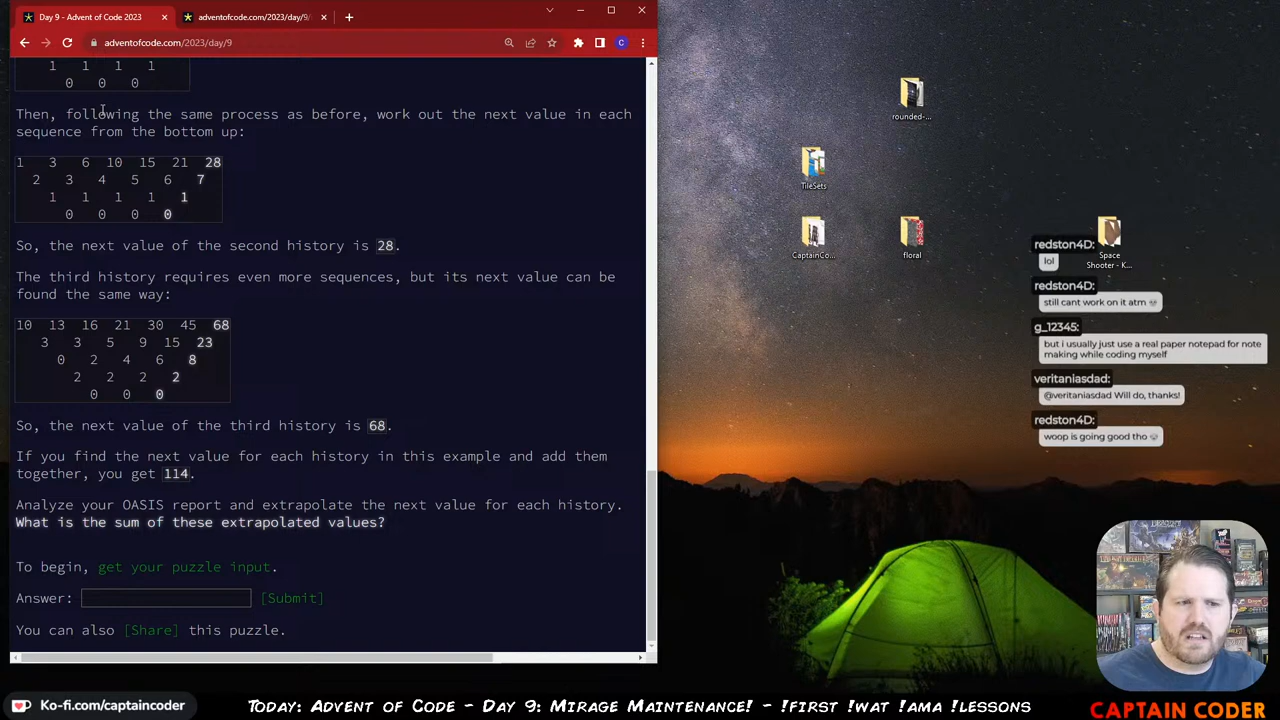 Day 9 - Advent of Code 2023
adventofcode.com/2023/day/9/
adventofcode.com/2023/day/9
C
1 1 1 1
0 0 0
Then, following the same process as before, work out the next value in each
sequence from the bottom up:
1 3 6 10 15 21 28
2 3 4 5 6 7
1 1 1 1 1
0 0 0 0
So, the next value of the second history is 28.
The third history requires even more sequences, but its next value can be
found the same way:
10 13 16 21 30 45 68
3 3 5 9 15 23
0 2 4 6 8
2 2 2 2
0 0 0
So, the next value of the third history is 68.
If you find the next value for each history in this example and add them
together, you get 114.
Analyze your OASIS report and extrapolate the next value for each history.
What is the sum of these extrapolated values?
To begin, get your puzzle input.
Answer: [Submit]
You can also [Share] this puzzle.
rounded-...
TileSets
CaptainCo...
floral
Space
Shooter - K...
redston4D:
lol
redston4D:
still cant work on it atm
g_12345:
but i usually just use a real paper notepad for note
making while coding myself
veritaniasdad:
@veritaniasdad Will do, thanks!
redston4D:
woop is going good tho
Ko-fi.com/captaincoder
Today: Advent of Code - Day 9: Mirage Maintenance! - !first !wat !ama !lessons
CAPTAIN CODER